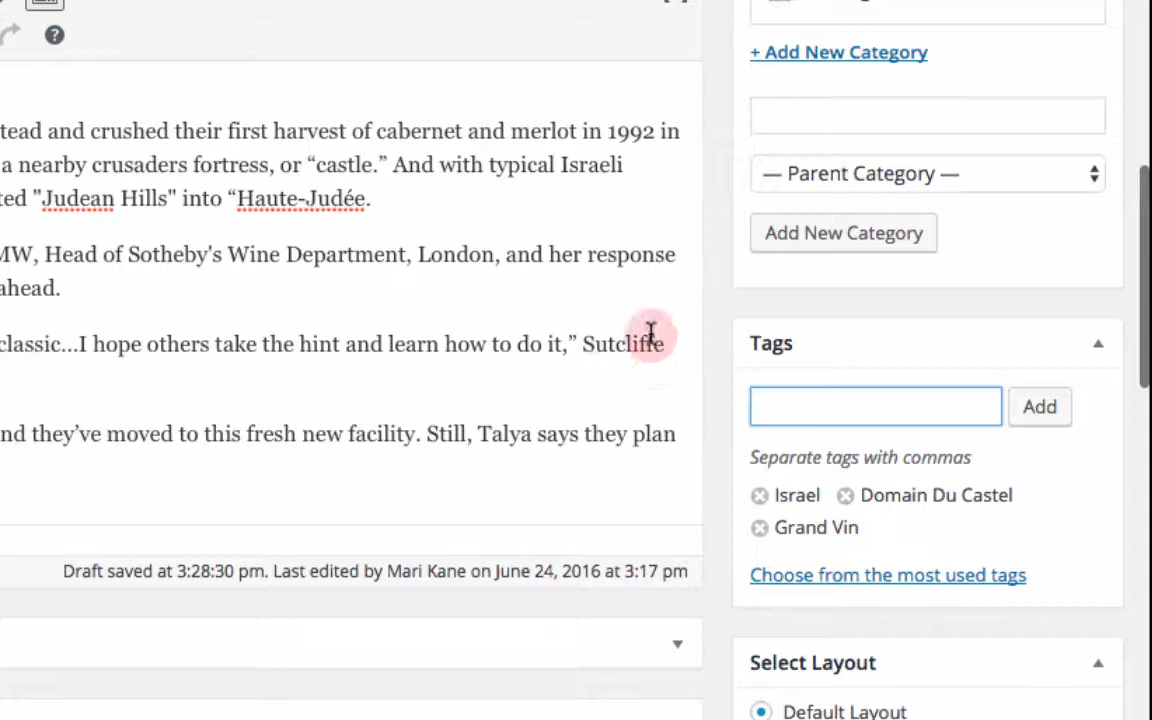 ?
+ Add New Category
tead and crushed their first harvest of cabernet and merlot in 1992 in
a nearby crusaders fortress, or “castle.” And with typical Israeli
ted "Judean Hills" into “Haute-Judée.
MW, Head of Sotheby's Wine Department, London, and her response
ahead.
classic...I hope others take the hint and learn how to do it,” Sutcliffe
nd they’ve moved to this fresh new facility. Still, Talya says they plan
Draft saved at 3:28:30 pm. Last edited by Mari Kane on June 24, 2016 at 3:17 pm
— Parent Category —
Add New Category
Tags
Add
Separate tags with commas
Israel Domain Du Castel
Grand Vin
Choose from the most used tags
Select Layout
Default Layout